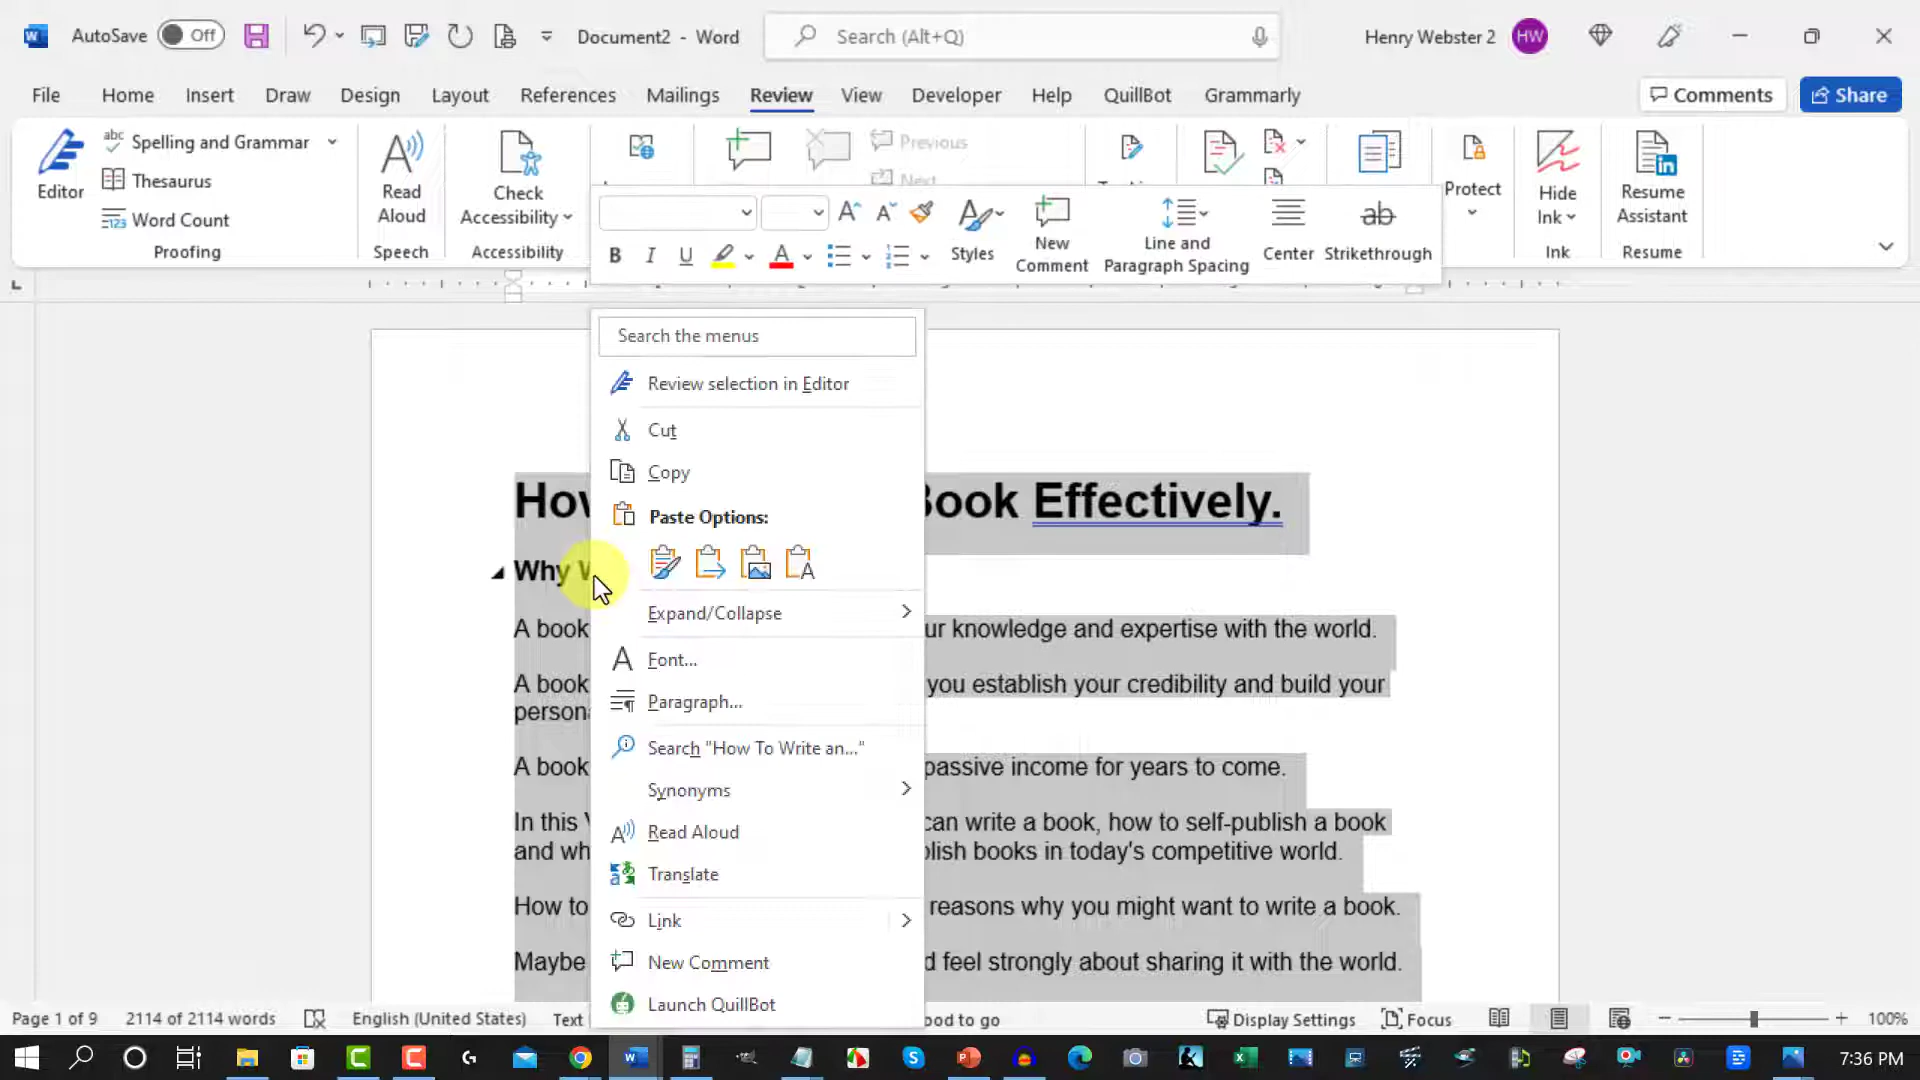 AutoSave Off Document2 - Word Search (Alt+Q) Henry Webster 2 HW
File Home Insert Draw Design Layout References Mailings Review View Developer Help QuillBot Grammarly Comments Share
abc Spelling and Grammar
Editor
Thesaurus
123 Word Count
Proofing
Read Aloud
Speech
Check Accessibility
Accessibility
Previous
Next
Protect
Hide Ink
Ink
Resume Assistant
Resume
B I U A Styles
New Comment
Line and Paragraph Spacing
Center
ab Strikethrough
Search the menus
Review selection in Editor
Cut
Copy
Paste Options:
Expand/Collapse
Font...
Paragraph...
Search "How To Write an..."
Synonyms
Read Aloud
Translate
Link
New Comment
Launch QuillBot
Book Effectively.
Why
A book knowledge and expertise with the world.
A book you establish your credibility and build your
A book passive income for years to come.
In this can write a book, how to self-publish a book
and books in today's competitive world.
How to reasons why you might want to write a book.
Maybe feel strongly about sharing it with the world.
Page 1 of 9 2114 of 2114 words English (United States) Text to go Display Settings Focus 100%
7:36 PM